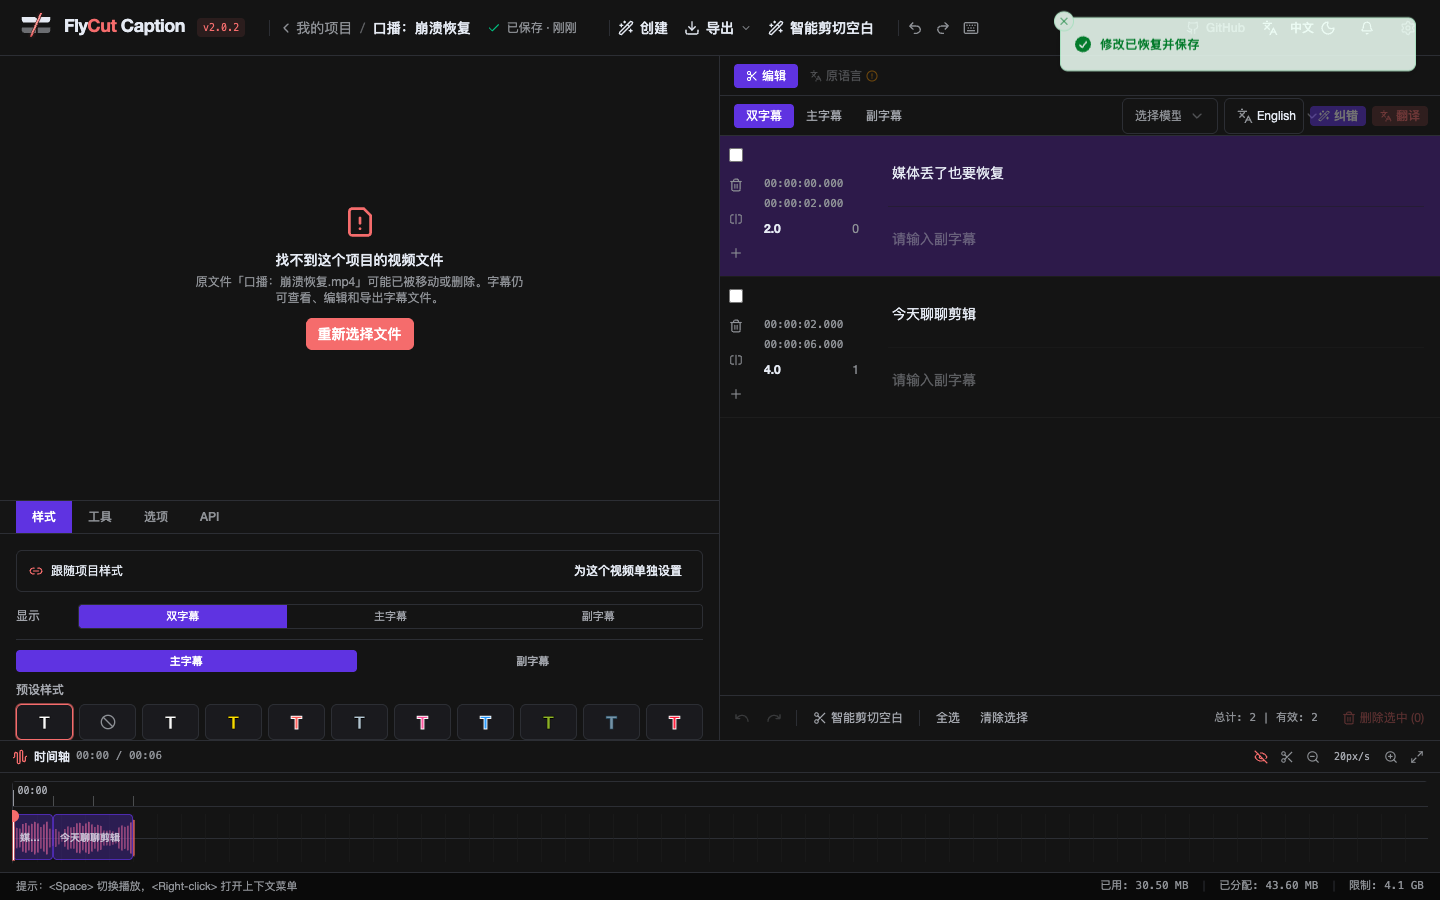 FlyCut Caption
v2.0.2
我的项目 / 口播：崩溃恢复
已保存 · 刚刚
创建
导出
智能剪切空白
GitHub
中文
修改已恢复并保存
找不到这个项目的视频文件
原文件「口播：崩溃恢复.mp4」可能已被移动或删除。字幕仍
可查看、编辑和导出字幕文件。
重新选择文件
编辑
原语言
双字幕
主字幕
副字幕
选择模型
English
纠错
翻译
00:00:00.000
00:00:02.000
2.0
0
媒体丢了也要恢复
请输入副字幕
00:00:02.000
00:00:06.000
4.0
1
今天聊聊剪辑
请输入副字幕
样式
工具
选项
API
跟随项目样式
为这个视频单独设置
显示
双字幕
主字幕
副字幕
主字幕
副字幕
预设样式
T T T T T T T T T T
智能剪切空白
全选
清除选择
总计: 2 | 有效: 2
删除选中 (0)
时间轴
00:00 / 00:06
20px/s
00:00
媒...
今天聊聊剪辑
提示：<Space> 切换播放，<Right-click> 打开上下文菜单
已用: 30.50 MB
已分配: 43.60 MB
限制: 4.1 GB